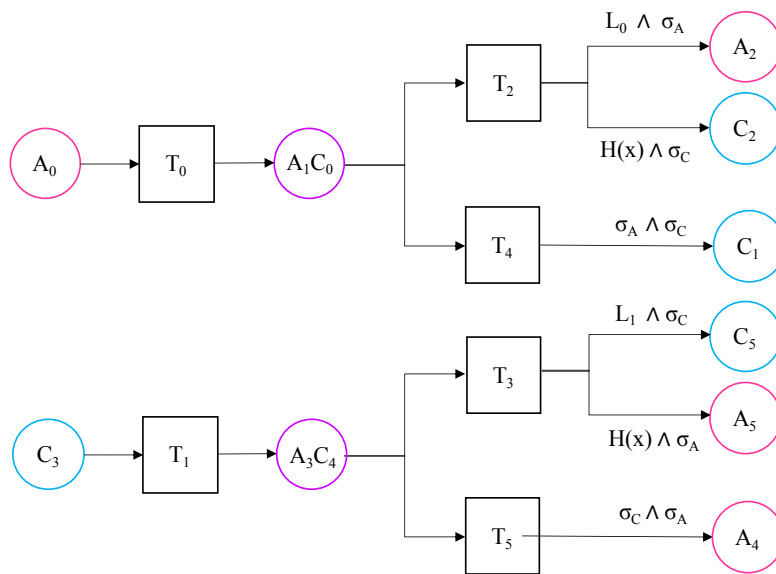 L₀ ∧ σ_A
A₂
T₂
C₂
H(x) ∧ σ_C
A₀
T₀
A₁C₀
σ_A ∧ σ_C
T₄
C₁
L₁ ∧ σ_C
C₅
T₃
A₅
H(x) ∧ σ_A
C₃
T₁
A₃C₄
σ_C ∧ σ_A
T₅
A₄